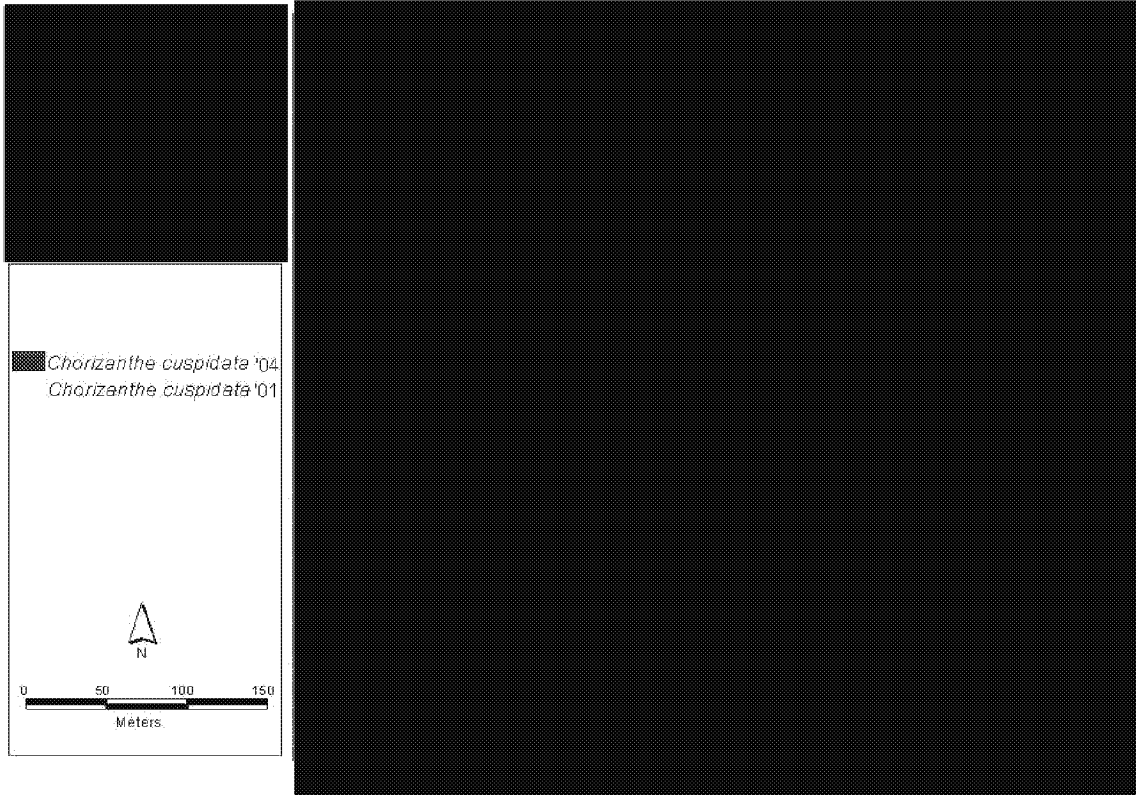 Chorizanthe cuspidata '04
Chorizanthe cuspidata '01
N
0 50 100 150
Meters